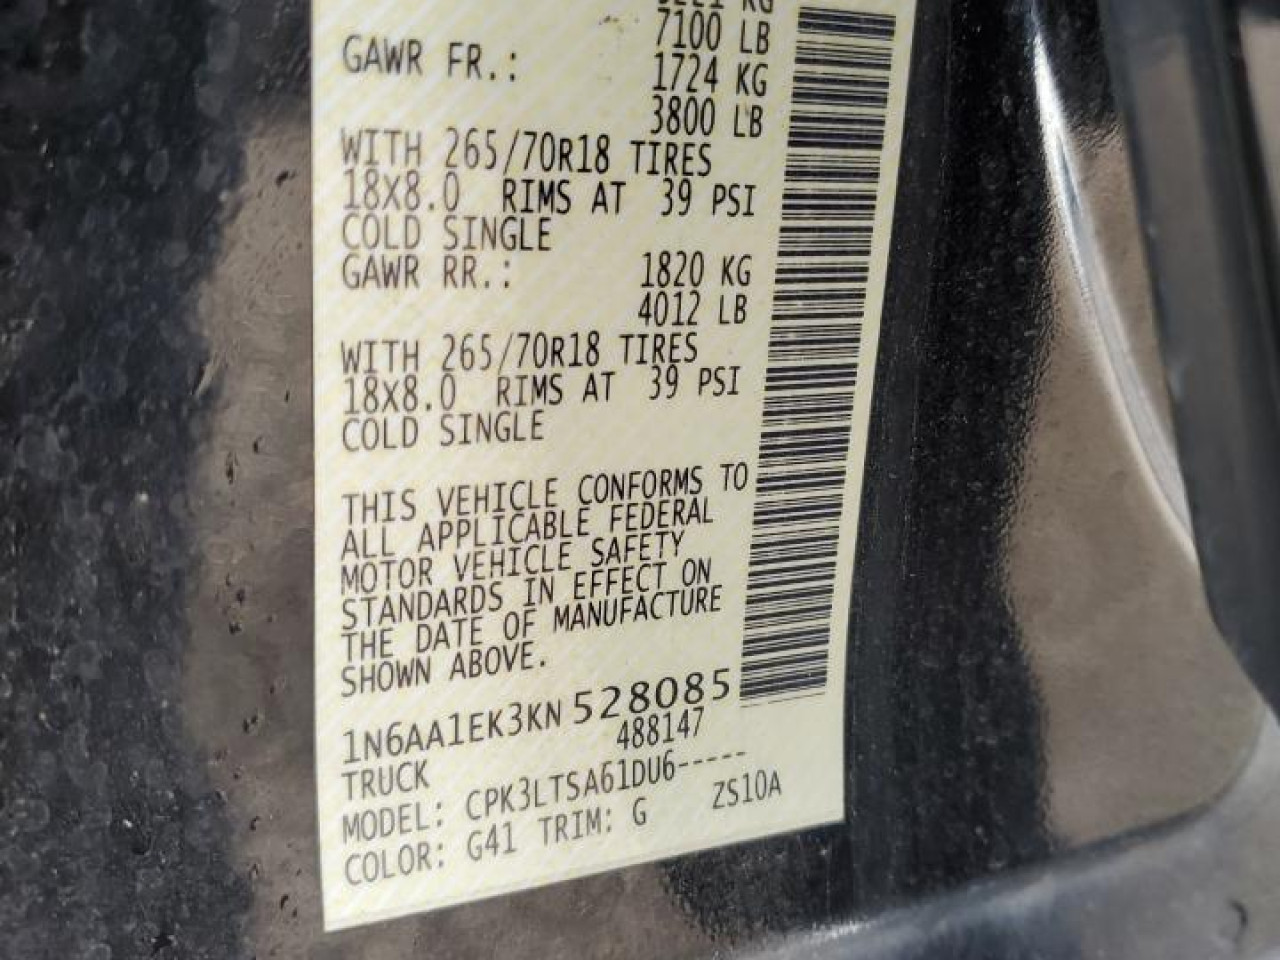 7100 LB
GAWR FR.: 1724 KG
3800 LB
WITH 265/70R18 TIRES
18X8.0 RIMS AT 39 PSI
COLD SINGLE
GAWR RR.: 1820 KG
4012 LB
WITH 265/70R18 TIRES
18X8.0 RIMS AT 39 PSI
COLD SINGLE
THIS VEHICLE CONFORMS TO
ALL APPLICABLE FEDERAL
MOTOR VEHICLE SAFETY
STANDARDS IN EFFECT ON
THE DATE OF MANUFACTURE
SHOWN ABOVE.
1N6AA1EK3KN528085
488147
TRUCK
MODEL: CPK3LTSA61DU6-----
COLOR: G41 TRIM: G ZS10A